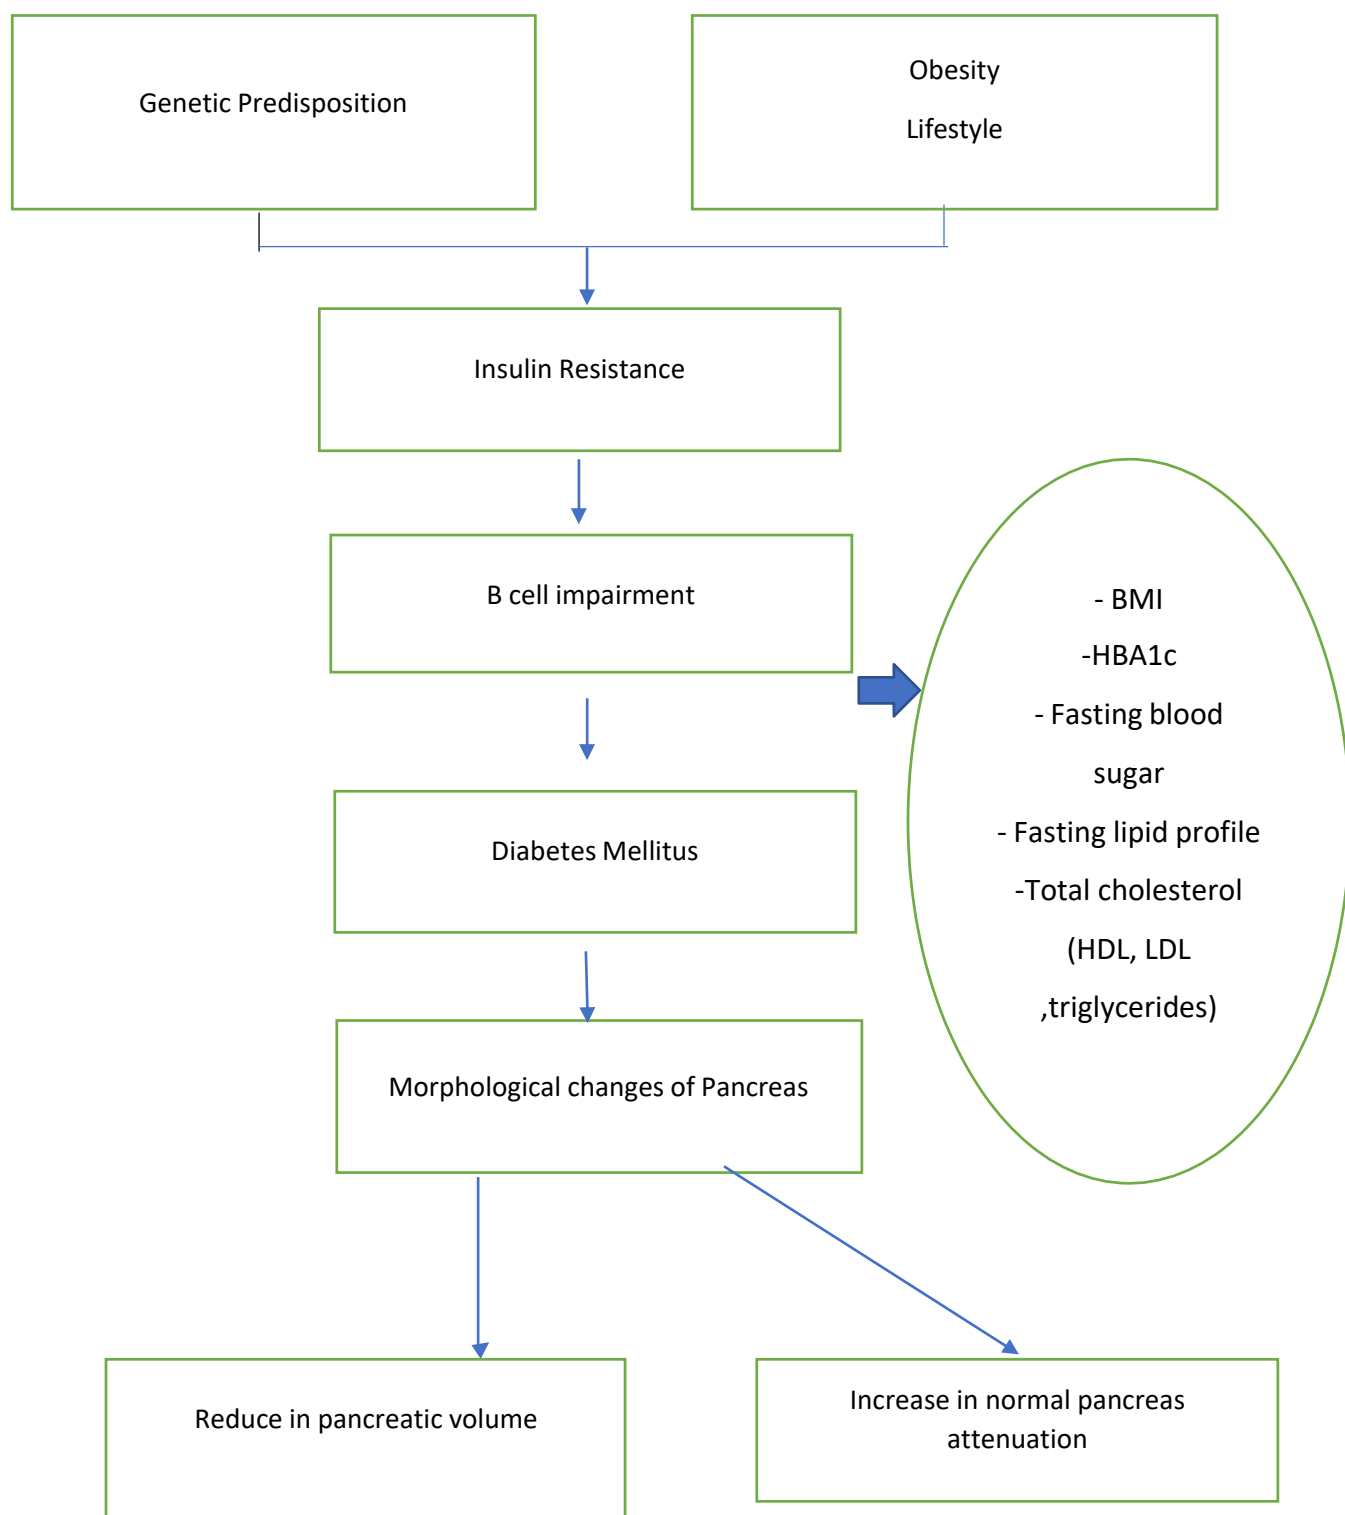 Genetic Predisposition
Obesity
Lifestyle
Insulin Resistance
B cell impairment
- BMI
-HBA1c
- Fasting blood
sugar
- Fasting lipid profile
-Total cholesterol
(HDL, LDL
,triglycerides)
Diabetes Mellitus
Morphological changes of Pancreas
Reduce in pancreatic volume
Increase in normal pancreas
attenuation